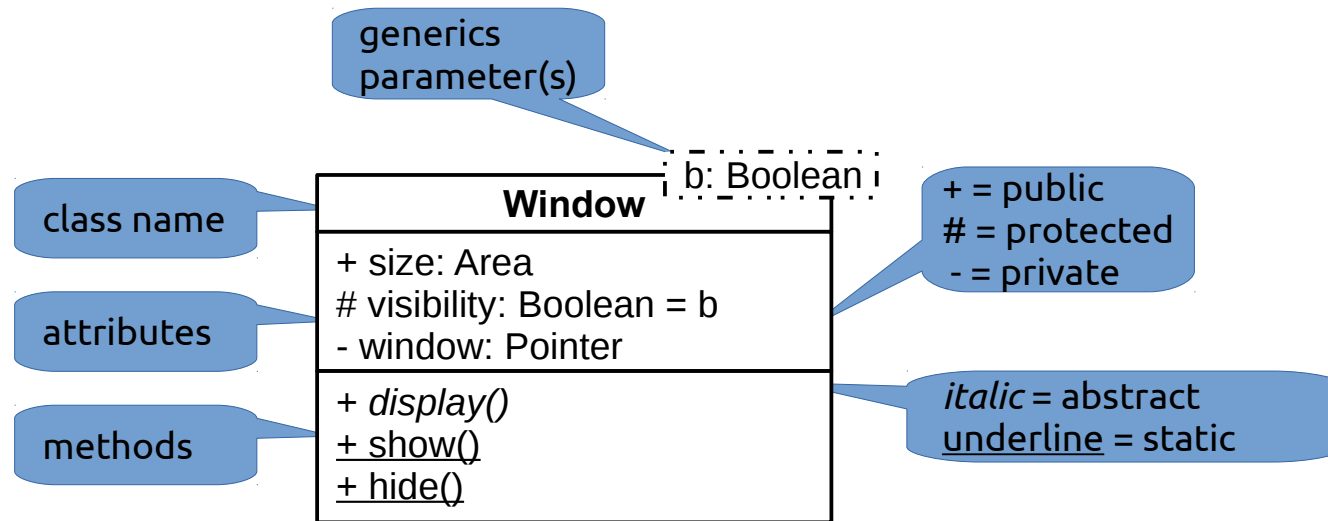 generics
parameter(s)
b: Boolean
class name
Window
+ = public
# = protected
- = private
attributes
+ size: Area
# visibility: Boolean = b
- window: Pointer
methods
+ display()
+ show()
+ hide()
italic = abstract
underline = static